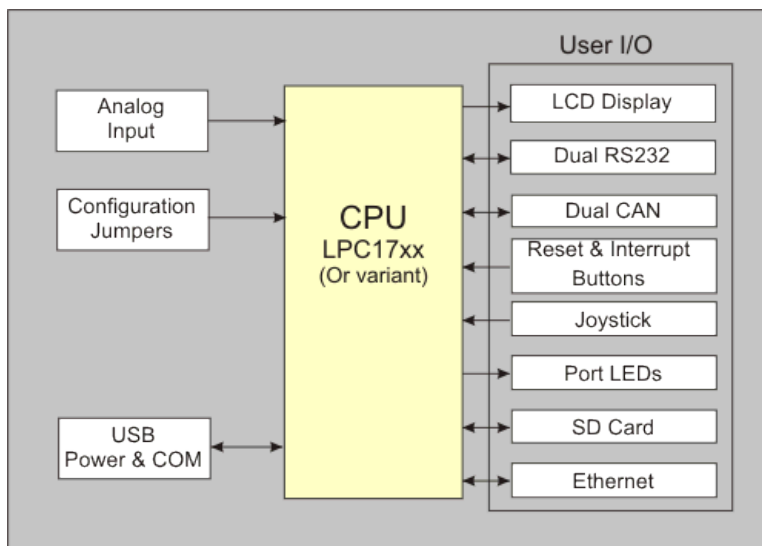 User I/O
Analog
Input
Configuration
Jumpers
USB
Power & COM
CPU
LPC17xx
(Or variant)
LCD Display
Dual RS232
Dual CAN
Reset & Interrupt
Buttons
Joystick
Port LEDs
SD Card
Ethernet